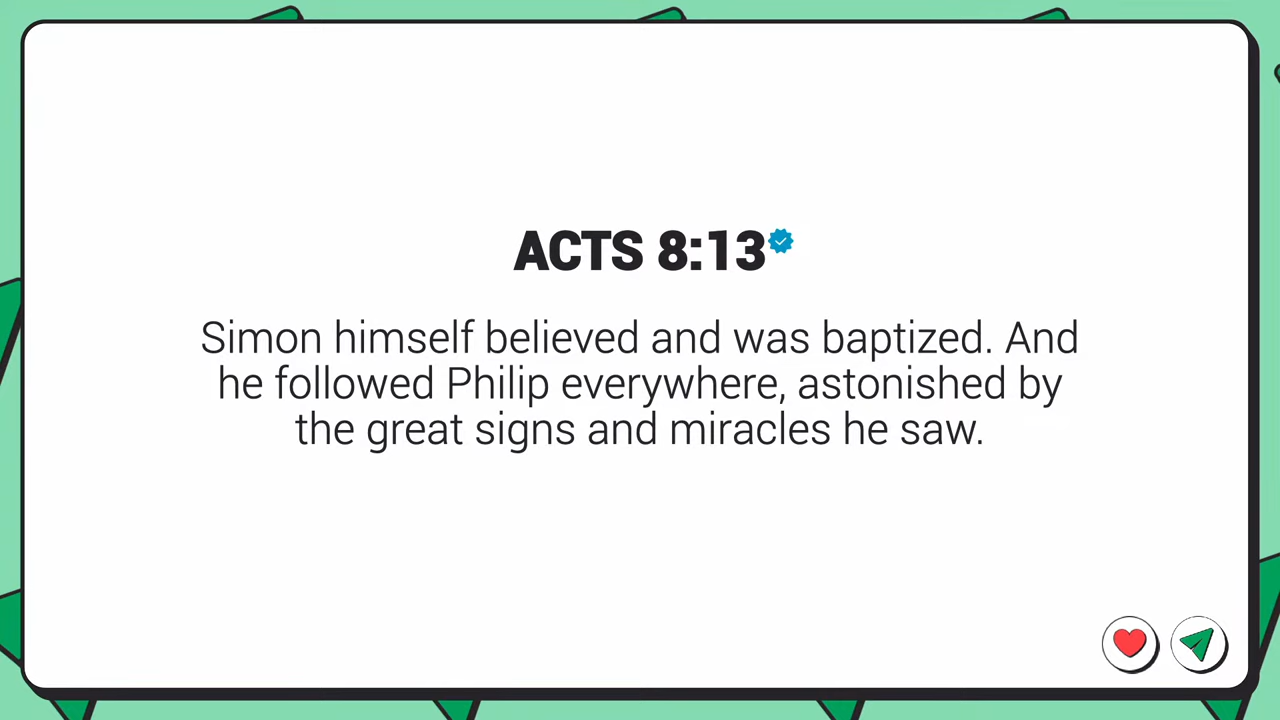 ACTS 8:13
Simon himself believed and was baptized. And
he followed Philip everywhere, astonished by
the great signs and miracles he saw.